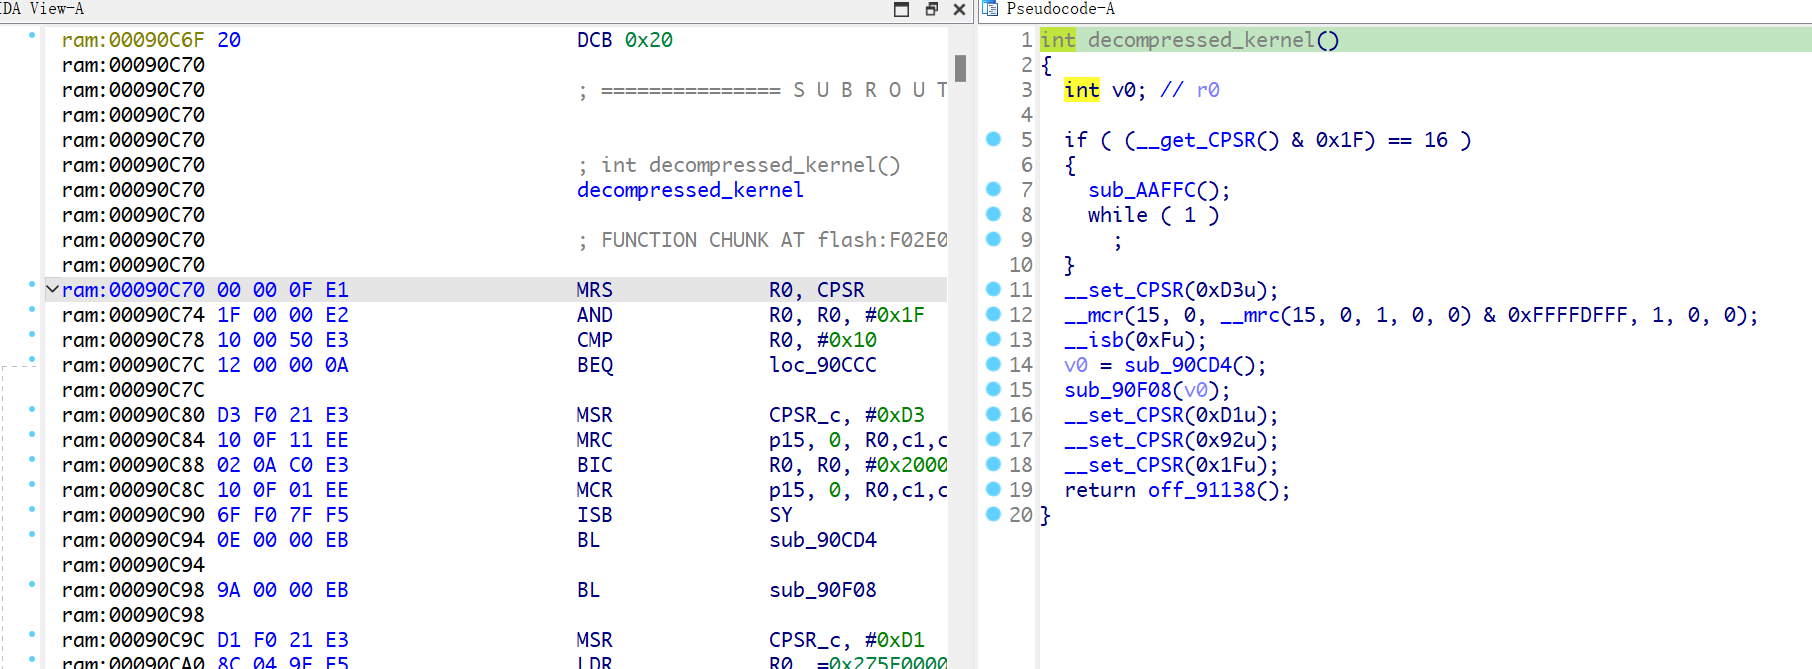 IDA View-A
ram:00090C6F 20 DCB 0x20
ram:00090C70
ram:00090C70 ; =============== S U B R O U T
ram:00090C70
ram:00090C70
ram:00090C70 ; int decompressed_kernel()
ram:00090C70 decompressed_kernel
ram:00090C70
ram:00090C70 ; FUNCTION CHUNK AT flash:F02E0
ram:00090C70
ram:00090C70 00 00 0F E1 MRS R0, CPSR
ram:00090C74 1F 00 00 E2 AND R0, R0, #0x1F
ram:00090C78 10 00 50 E3 CMP R0, #0x10
ram:00090C7C 12 00 00 0A BEQ loc_90CCC
ram:00090C7C
ram:00090C80 D3 F0 21 E3 MSR CPSR_c, #0xD3
ram:00090C84 10 0F 11 EE MRC p15, 0, R0,c1,c
ram:00090C88 02 0A C0 E3 BIC R0, R0, #0x2000
ram:00090C8C 10 0F 01 EE MCR p15, 0, R0,c1,c
ram:00090C90 6F F0 7F F5 ISB SY
ram:00090C94 0E 00 00 EB BL sub_90CD4
ram:00090C94
ram:00090C98 9A 00 00 EB BL sub_90F08
ram:00090C98
ram:00090C9C D1 F0 21 E3 MSR CPSR_c, #0xD1
ram:00090CA0 8C 04 9F E5 LDR R0, =0x275F0000
Pseudocode-A
1 int decompressed_kernel()
2 {
3 int v0; // r0
4
5 if ( (__get_CPSR() & 0x1F) == 16 )
6 {
7 sub_AAFFC();
8 while ( 1 )
9 ;
10 }
11 __set_CPSR(0xD3u);
12 __mcr(15, 0, __mrc(15, 0, 1, 0, 0) & 0xFFFFDFFF, 1, 0, 0);
13 __isb(0xFu);
14 v0 = sub_90CD4();
15 sub_90F08(v0);
16 __set_CPSR(0xD1u);
17 __set_CPSR(0x92u);
18 __set_CPSR(0x1Fu);
19 return off_91138();
20 }